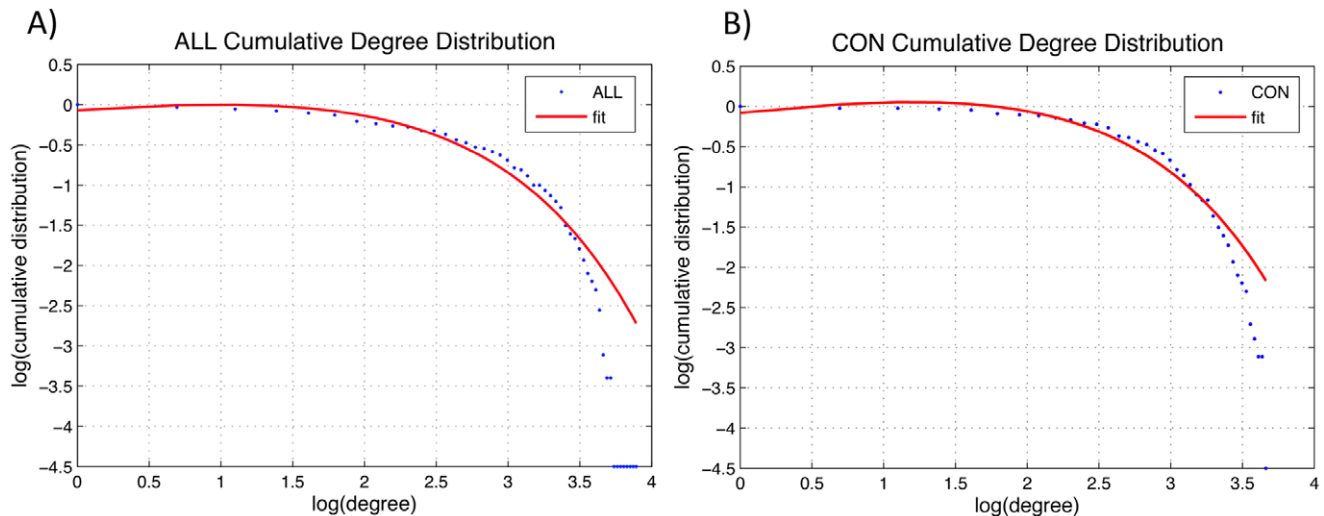 A)
ALL Cumulative Degree Distribution
0.5
0
−0.5
−1
−1.5
−2
−2.5
−3
−3.5
−4
−4.5
log(cumulative distribution)
ALL
fit
0 0.5 1 1.5 2 2.5 3 3.5 4
log(degree)
B)
CON Cumulative Degree Distribution
0.5
0
−0.5
−1
−1.5
−2
−2.5
−3
−3.5
−4
−4.5
log(cumulative distribution)
CON
fit
0 0.5 1 1.5 2 2.5 3 3.5 4
log(degree)